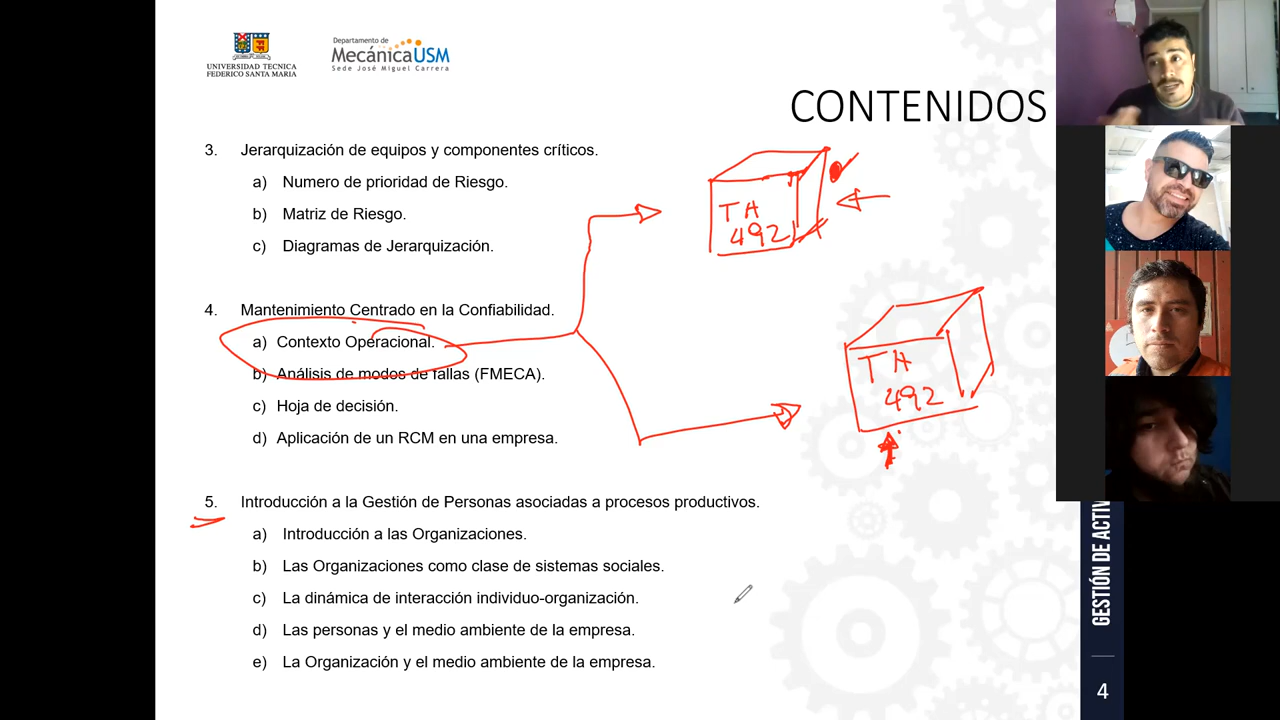 UNIVERSIDAD TECNICA
FEDERICO SANTA MARIA
Departamento de
MecánicaUSM
Sede José Miguel Carrera
CONTENIDOS
3. Jerarquización de equipos y componentes críticos.
a) Numero de prioridad de Riesgo.
b) Matriz de Riesgo.
c) Diagramas de Jerarquización.
TA
492
4. Mantenimiento Centrado en la Confiabilidad.
a) Contexto Operacional.
b) Análisis de modos de fallas (FMECA).
c) Hoja de decisión.
d) Aplicación de un RCM en una empresa.
TA
492
5. Introducción a la Gestión de Personas asociadas a procesos productivos.
a) Introducción a las Organizaciones.
b) Las Organizaciones como clase de sistemas sociales.
c) La dinámica de interacción individuo-organización.
d) Las personas y el medio ambiente de la empresa.
e) La Organización y el medio ambiente de la empresa.
GESTIÓN DE ACTIV
4